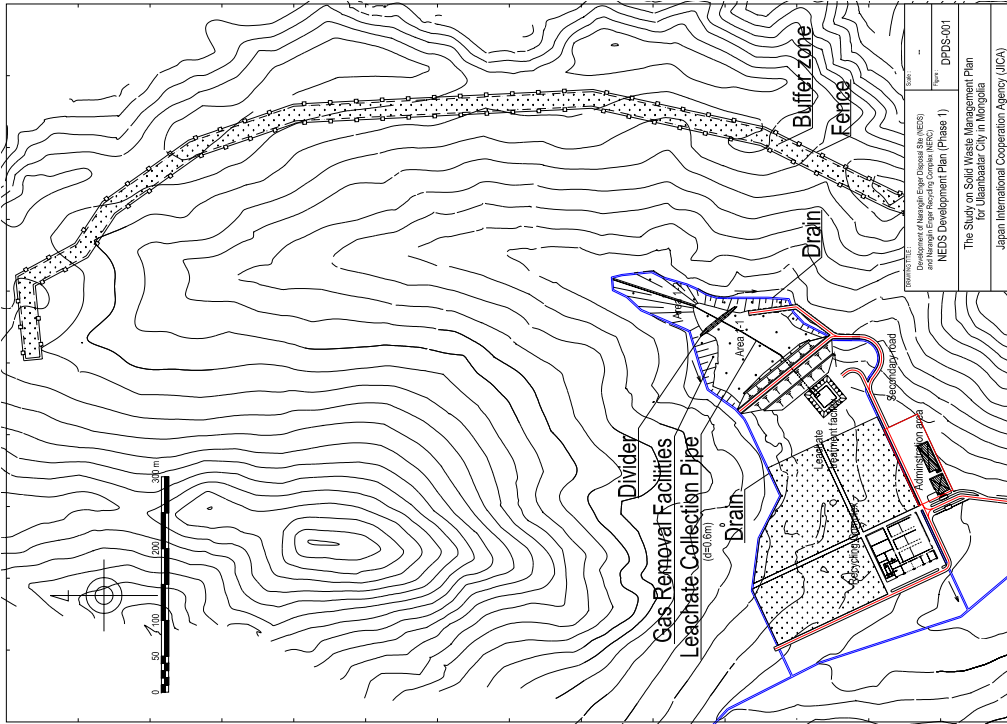 Buffer zone
Fence
Drain
Area 1-1
Secondary road
Divider
Gas Removal Facilities
Leachate Collection Pipe
(d=0.6m)
Drain
Leachate
Adminstration area
0 50 100 200 300 m
DRAWING TITLE :
Development of Naranglin Enger Disposal Site (NEDS)
and Naranglin Enger Recycling Complex (NERC)
NEDS Development Plan (Phase 1)
Scale :
--
Figure :
DPDS-001
The Study on Solid Waste Management Plan
for Ulaanbaatar City in Mongolia
Japan International Cooperation Agency (JICA)